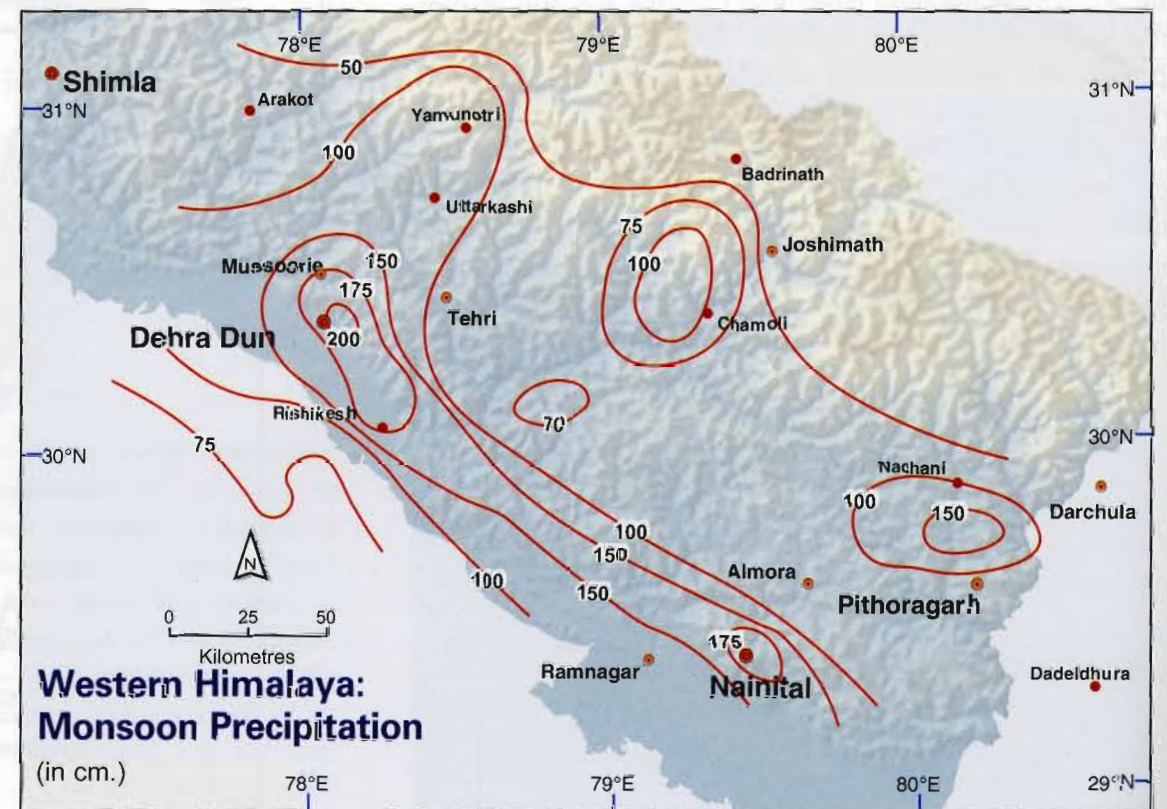 78°E
79°E
80°E
Shimla
50
31°N
Arakot
31°N
Yamunotri
100
Badrinath
Uttarkashi
75
Joshimath
Mussoorie
150
100
175
Tehri
Chamoli
Dehra Dun
200
Rishikesh
70
75
30°N
30°N
Nachani
100
150
Darchula
100
150
N
100
150
Almora
Pithoragarh
0 25 50
Kilometres
175
Ramnagar
Nainital
Dadeldhura
Western Himalaya:
Monsoon Precipitation
(in cm.)
78°E
79°E
80°E
29°N